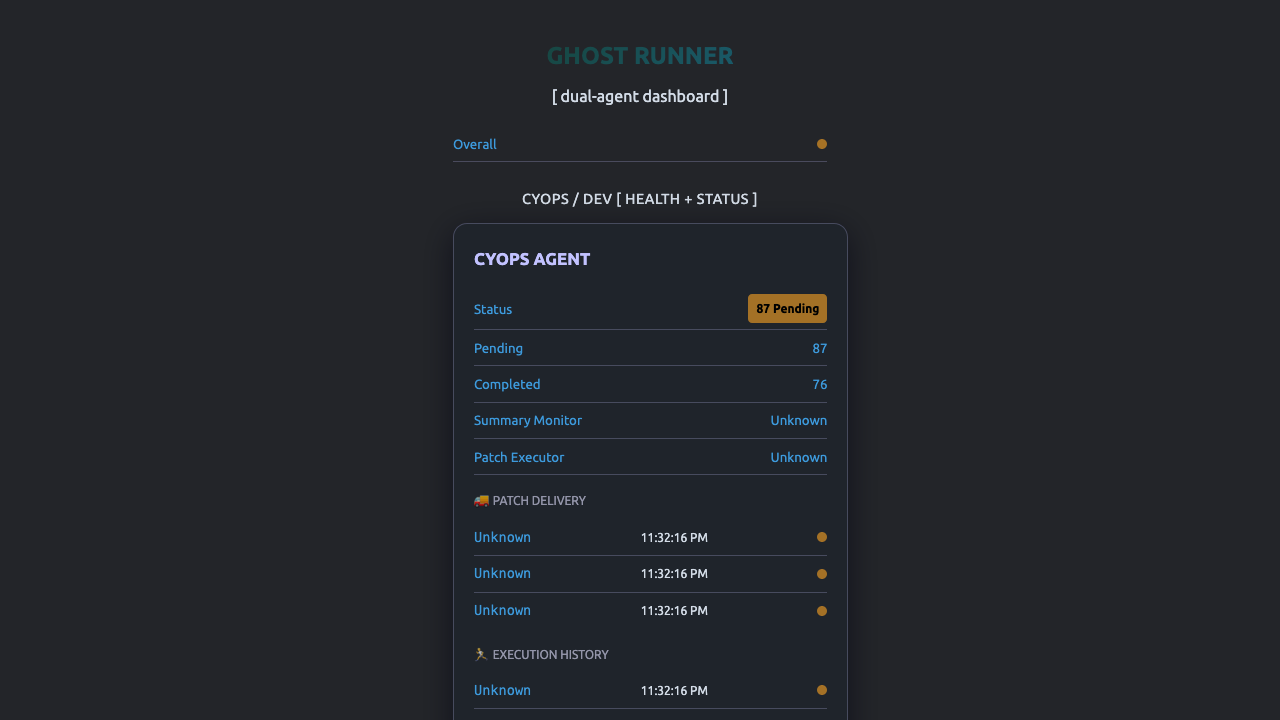 GHOST RUNNER
[ dual-agent dashboard ]
Overall
CYOPS / DEV [ HEALTH + STATUS ]
CYOPS AGENT
Status 87 Pending
Pending 87
Completed 76
Summary Monitor Unknown
Patch Executor Unknown
🚚 PATCH DELIVERY
Unknown 11:32:16 PM
Unknown 11:32:16 PM
Unknown 11:32:16 PM
🏃 EXECUTION HISTORY
Unknown 11:32:16 PM